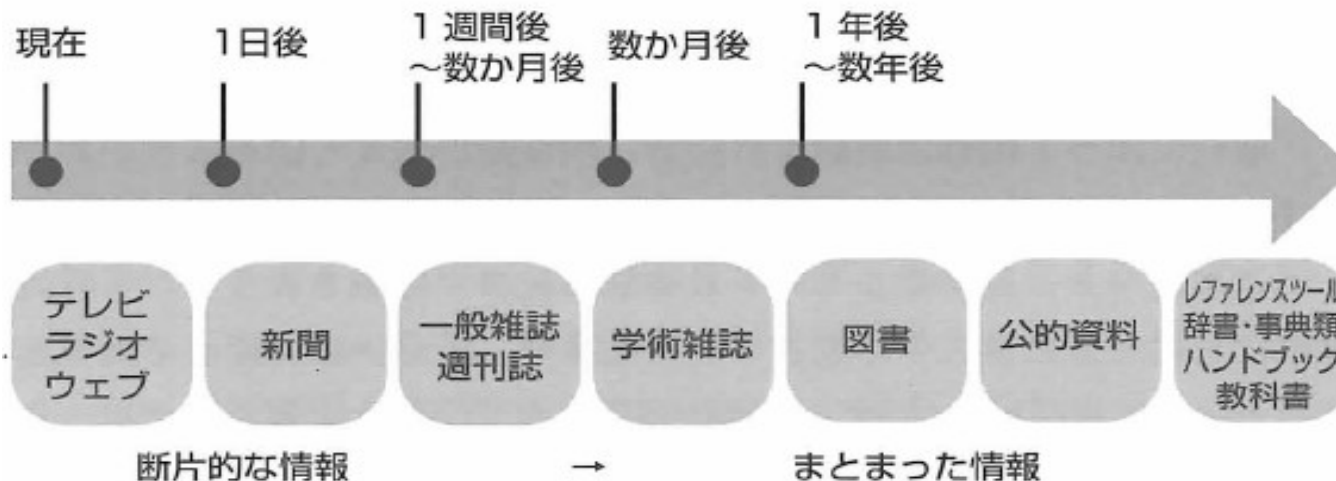 現在
1日後
1 週間後
～数か月後
数か月後
1 年後
～数年後
テレビ
ラジオ
ウェブ
新聞
一般雑誌
週刊誌
学術雑誌
図書
公的資料
レファレンスツール
辞書・事典類
ハンドブック
教科書
断片的な情報 → まとまった情報